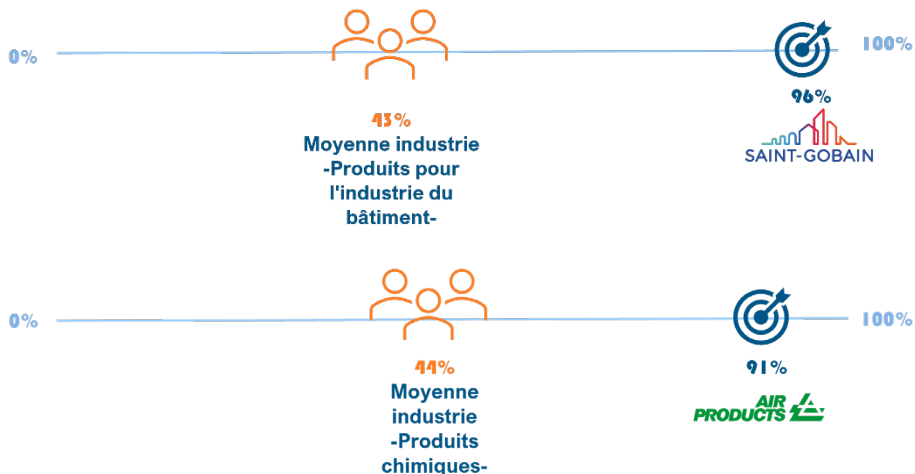 0%
100%
96%
SAINT-GOBAIN
43%
Moyenne industrie
-Produits pour
l'industrie du
bâtiment-
0%
100%
91%
AIR
PRODUCTS
44%
Moyenne
industrie
-Produits
chimiques-